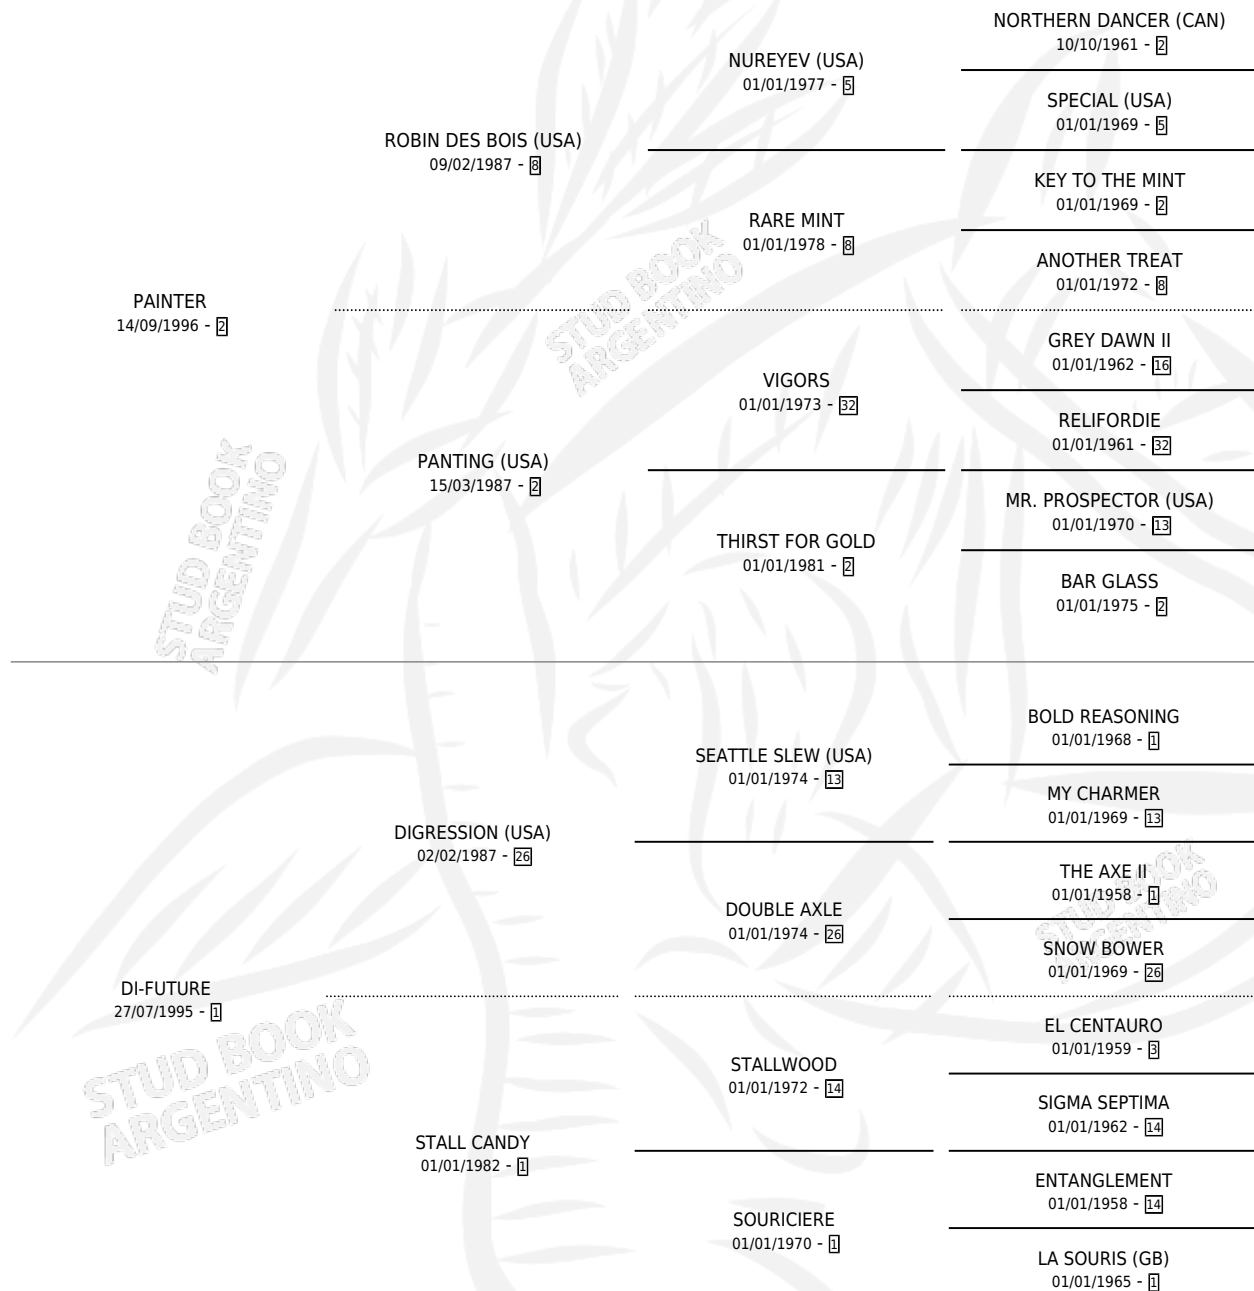 NORTHERN DANCER (CAN)
10/10/1961 - 2
NUREYEV (USA)
01/01/1977 - 5
SPECIAL (USA)
01/01/1969 - 5
ROBIN DES BOIS (USA)
09/02/1987 - 8
KEY TO THE MINT
01/01/1969 - 2
RARE MINT
01/01/1978 - 8
ANOTHER TREAT
01/01/1972 - 8
PAINTER
14/09/1996 - 2
GREY DAWN II
01/01/1962 - 16
VIGORS
01/01/1973 - 32
RELIFORDIE
01/01/1961 - 32
PANTING (USA)
15/03/1987 - 2
MR. PROSPECTOR (USA)
01/01/1970 - 13
THIRST FOR GOLD
01/01/1981 - 2
BAR GLASS
01/01/1975 - 2
STUD BOOK
ARGENTINO
STUD BOOK
ARGENTINO
BOLD REASONING
01/01/1968 - 1
SEATTLE SLEW (USA)
01/01/1974 - 13
MY CHARMER
01/01/1969 - 13
DIGRESSION (USA)
02/02/1987 - 26
THE AXE II
01/01/1958 - 1
DOUBLE AXLE
01/01/1974 - 26
SNOW BOWER
01/01/1969 - 26
DI-FUTURE
27/07/1995 - 1
EL CENTAURO
01/01/1959 - 3
STALLWOOD
01/01/1972 - 14
SIGMA SEPTIMA
01/01/1962 - 14
STALL CANDY
01/01/1982 - 1
ENTANGLEMENT
01/01/1958 - 14
SOURICIERE
01/01/1970 - 1
LA SOURIS (GB)
01/01/1965 - 1
STUD BOOK
ARGENTINO
STUD BOOK
ARGENTINO